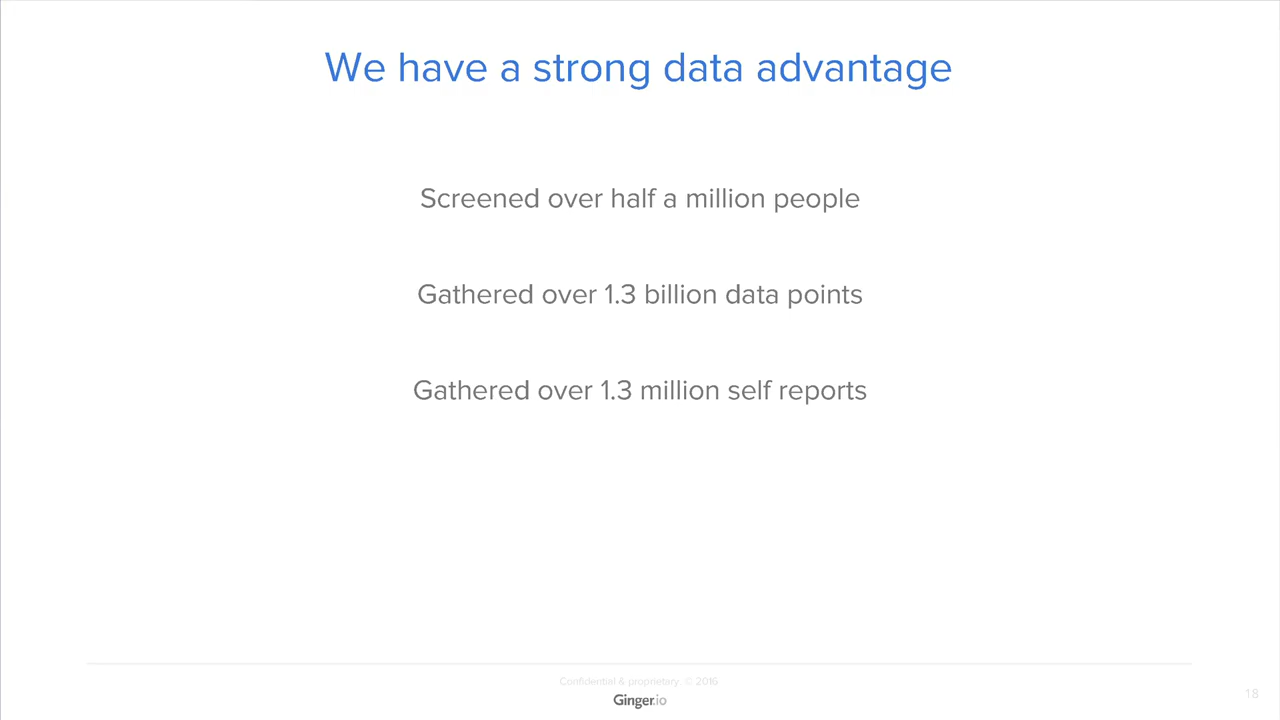 We have a strong data advantage
Screened over half a million people
Gathered over 1.3 billion data points
Gathered over 1.3 million self reports
Confidential & proprietary. © 2016
Ginger.io
18